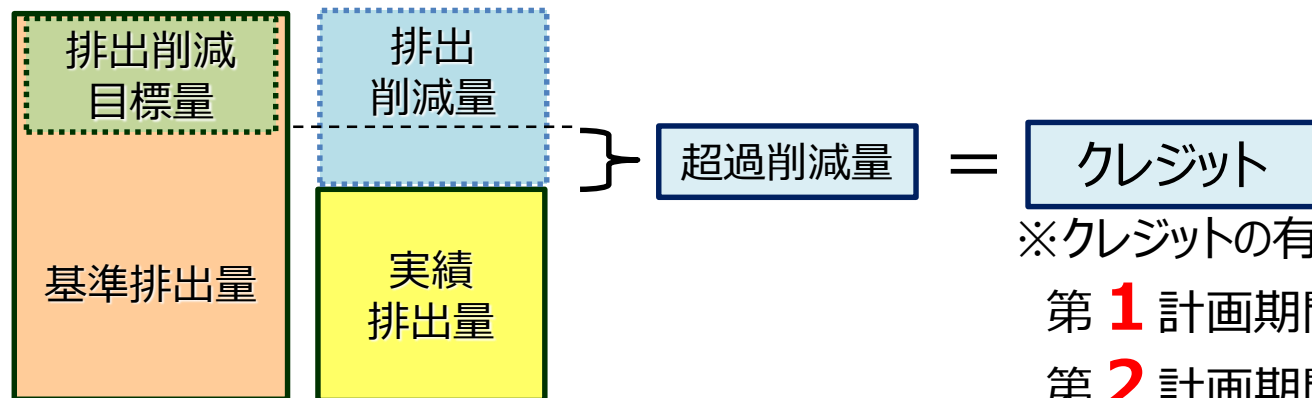 排出削減
目標量
基準排出量
排出
削減量
実績
排出量
超過削減量
＝
クレジット
※クレジットの有
第 1 計画期
第 2 計画期